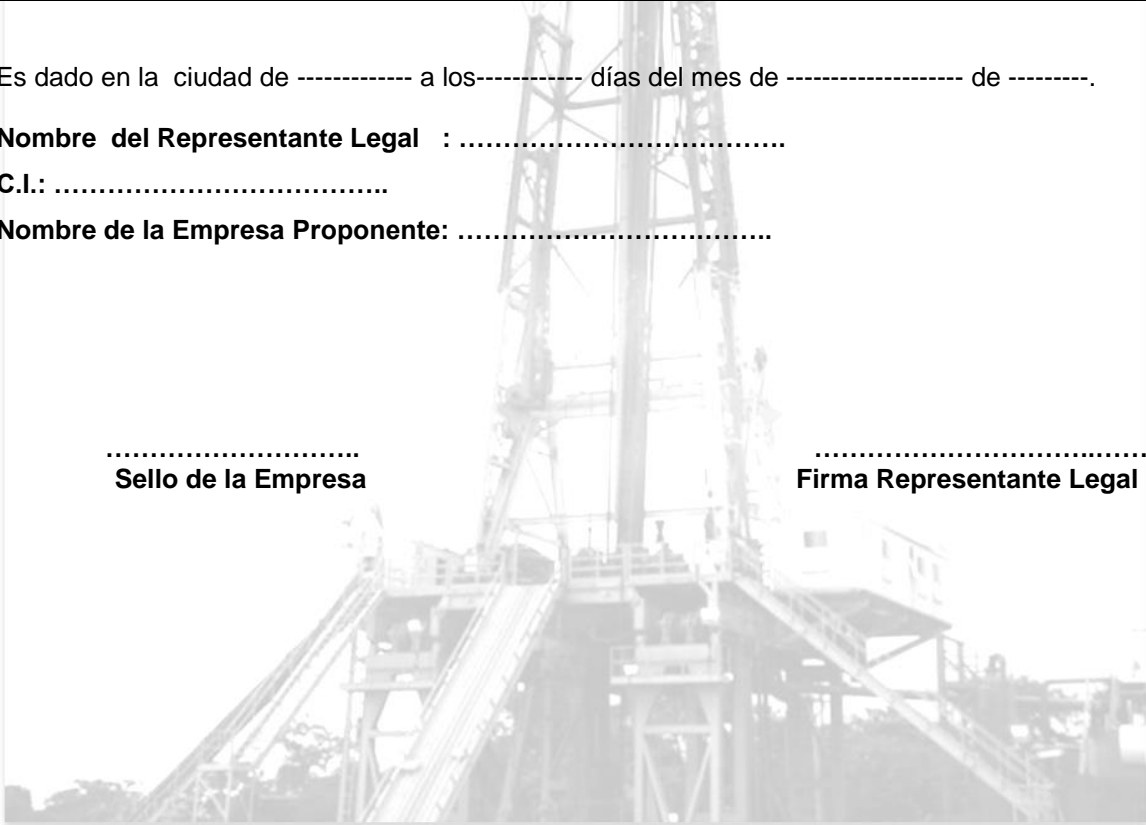 Es dado en la ciudad de ------------- a los------------ días del mes de -------------------- de ---------.
Nombre del Representante Legal : ……………………………….
C.I.: ………………………………..
Nombre de la Empresa Proponente: ……………………………..
……………………….. …………………………..……
Sello de la Empresa Firma Representante Legal